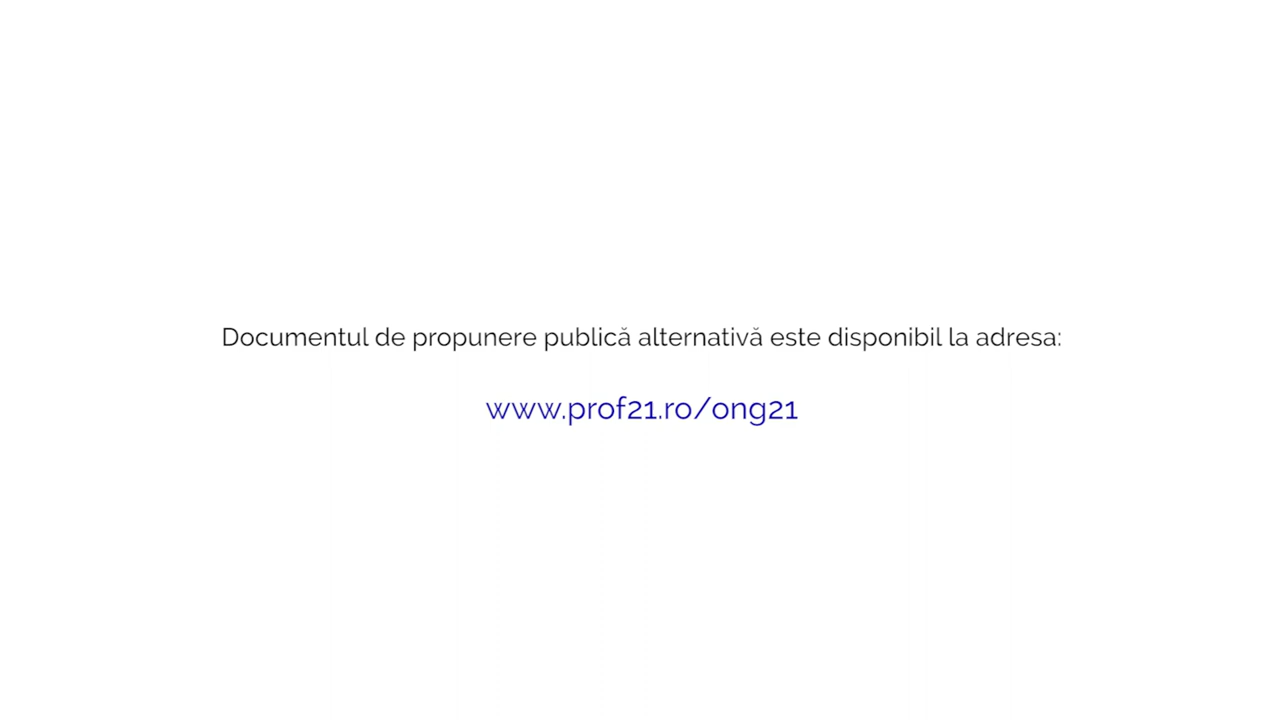 Documentul de propunere publică alternativă este disponibil la adresa:
www.prof21.ro/ong21